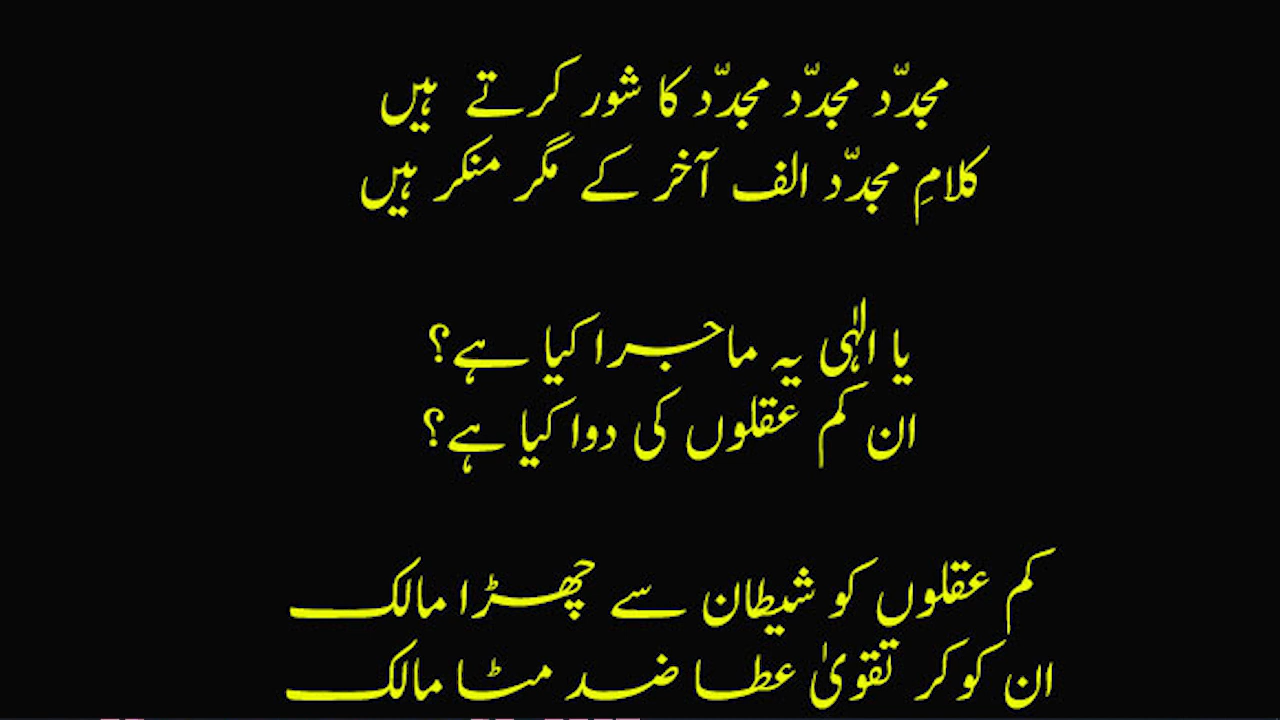 مجدّد مجدّد مجدّد کا شور کرتے ہیں
کلامِ مجدّد الف آخر کے مگر منکر ہیں
یا الٰہی یہ ماجرا کیا ہے؟
ان کم عقلوں کی دوا کیا ہے؟
کم عقلوں کو شیطان سے چھڑا مالک
ان کو کر تقویٰ عطا ضد مٹا مالک